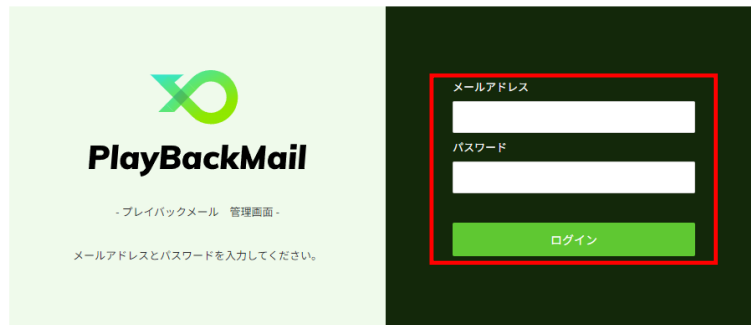 PlayBackMail
- プレイバックメール　管理画面 -
メールアドレスとパスワードを入力してください。
メールアドレス
パスワード
ログイン